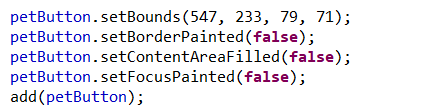 petButton.setBounds(547, 233, 79, 71);
petButton.setBorderPainted(false);
petButton.setContentAreaFilled(false);
petButton.setFocusPainted(false);
add(petButton);